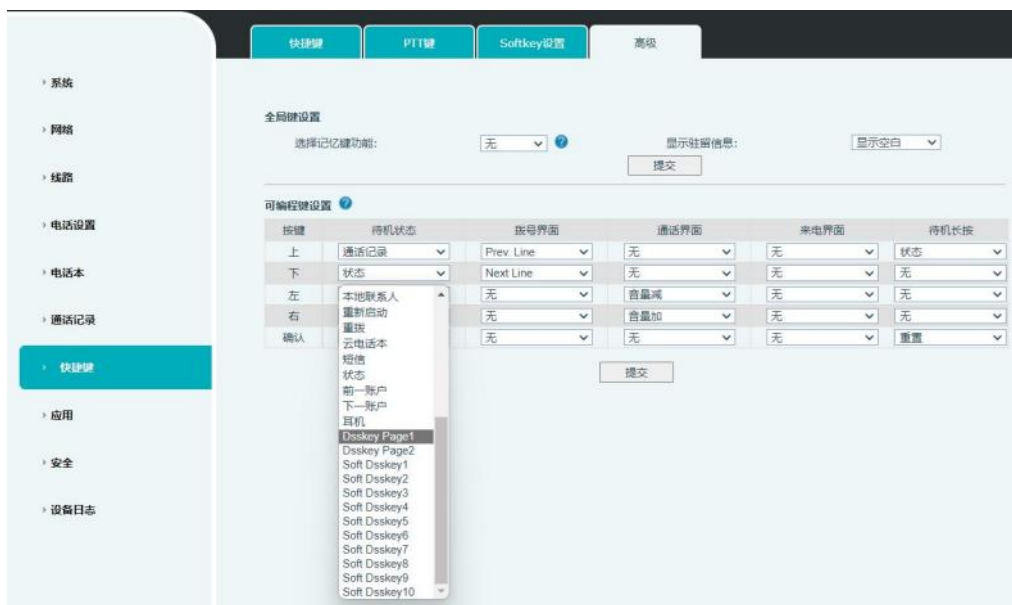 快捷键 PTT键 Softkey设置 高级
系统
网络
线路
电话设置
电话本
通话记录
快捷键
应用
安全
设备日志
全局键设置
选择记忆键功能: 无 显示驻留信息: 显示空白
提交
可编程键设置
按键 待机状态 拨号界面 通话界面 来电界面 待机长按
上 通话记录 Prev. Line 无 无 状态
下 状态 Next Line 无 无 无
左 无 音量减 无 无
右 无 音量加 无 无
确认 无 无 无 重置
本地联系人
重新启动
重拨
云电话本
短信
状态
前一账户
下一账户
耳机
Dsskey Page1
Dsskey Page2
Soft Dsskey1
Soft Dsskey2
Soft Dsskey3
Soft Dsskey4
Soft Dsskey5
Soft Dsskey6
Soft Dsskey7
Soft Dsskey8
Soft Dsskey9
Soft Dsskey10
提交